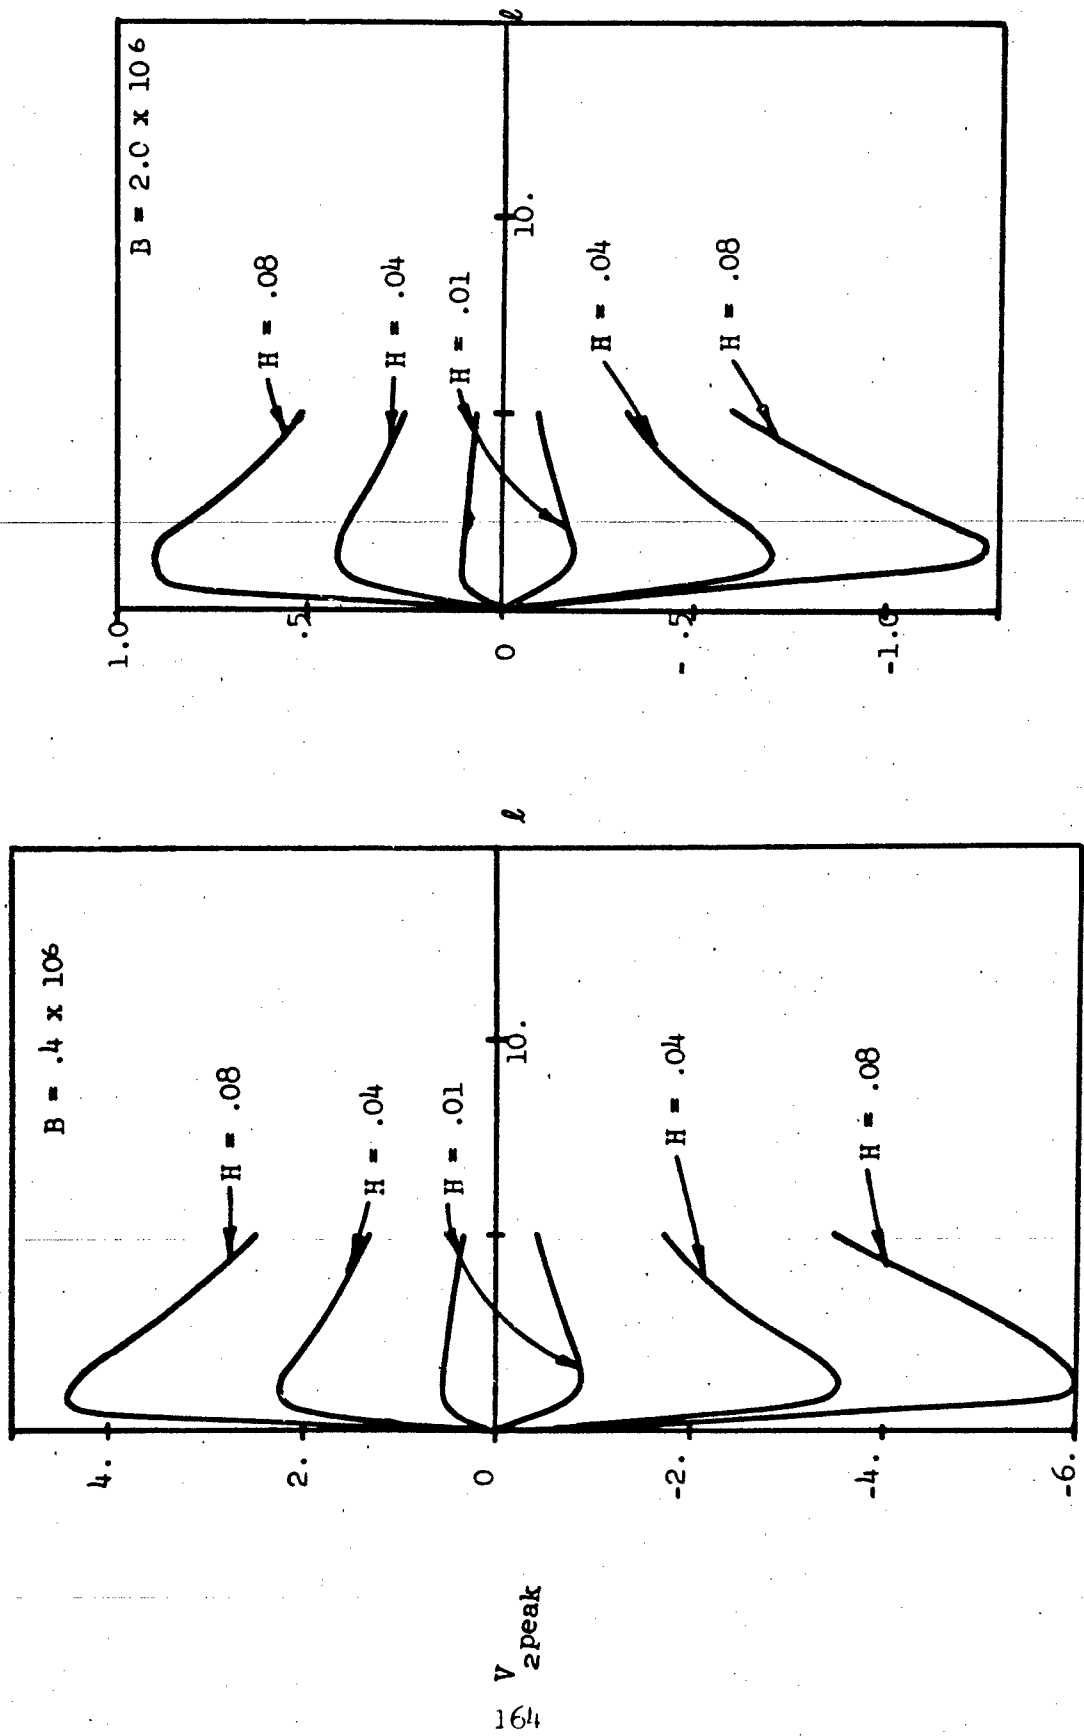 B = .4 x 10⁶
4.
2.
0
-2.
-4.
-6.
V₂peak
H = .08
H = .04
H = .01
10.
ℓ
H = .04
H = .08
B = 2.0 x 10⁶
1.0
.5
0
-.5
-1.0
H = .08
H = .04
H = .01
10.
ℓ
H = .04
H = .08
164